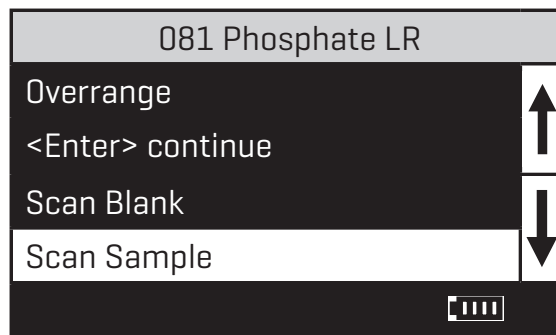 081 Phosphate LR
Overrange
<Enter> continue
Scan Blank
Scan Sample